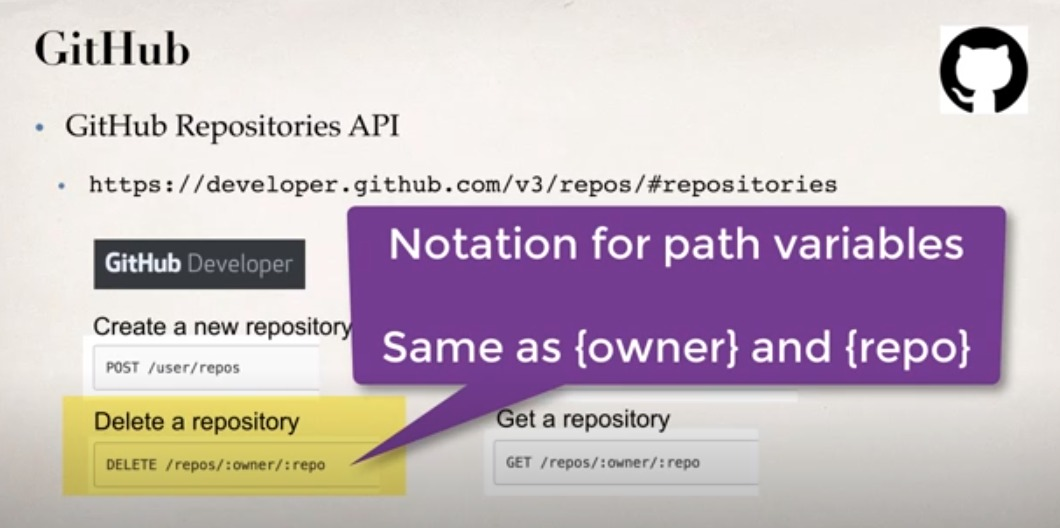 GitHub
• GitHub Repositories API
• https://developer.github.com/v3/repos/#repositories
Notation for path variables
Same as {owner} and {repo}
GitHub Developer
Create a new repository
POST /user/repos
Delete a repository
DELETE /repos/:owner/:repo
Get a repository
GET /repos/:owner/:repo